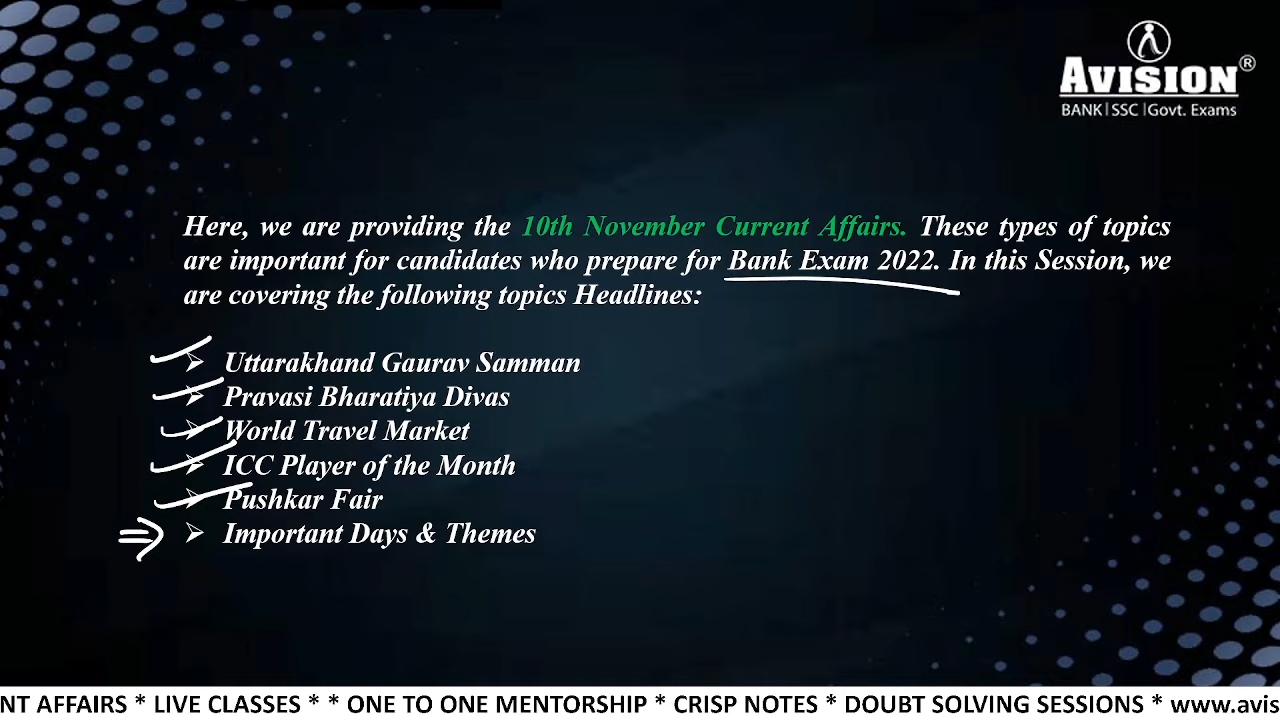 AVISION®
BANK|SSC|Govt. Exams
Here, we are providing the 10th November Current Affairs. These types of topics
are important for candidates who prepare for Bank Exam 2022. In this Session, we
are covering the following topics Headlines:
➢ Uttarakhand Gaurav Samman
➢ Pravasi Bharatiya Divas
➢ World Travel Market
➢ ICC Player of the Month
➢ Pushkar Fair
➢ Important Days & Themes
NT AFFAIRS * LIVE CLASSES * * ONE TO ONE MENTORSHIP * CRISP NOTES * DOUBT SOLVING SESSIONS * www.avis